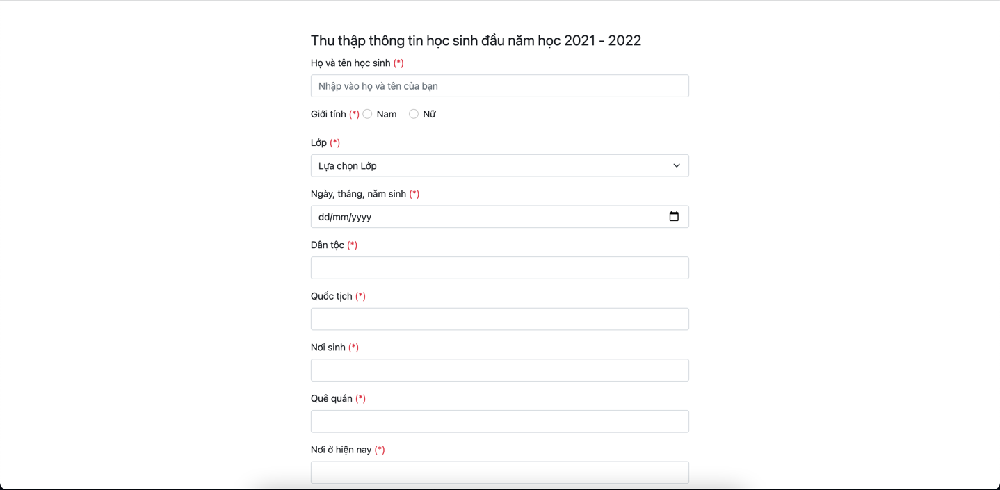 Thu thập thông tin học sinh đầu năm học 2021 - 2022
Họ và tên học sinh (*)
Nhập vào họ và tên của bạn
Giới tính (*) Nam Nữ
Lớp (*)
Lựa chọn Lớp
Ngày, tháng, năm sinh (*)
dd/mm/yyyy
Dân tộc (*)
Quốc tịch (*)
Nơi sinh (*)
Quê quán (*)
Nơi ở hiện nay (*)